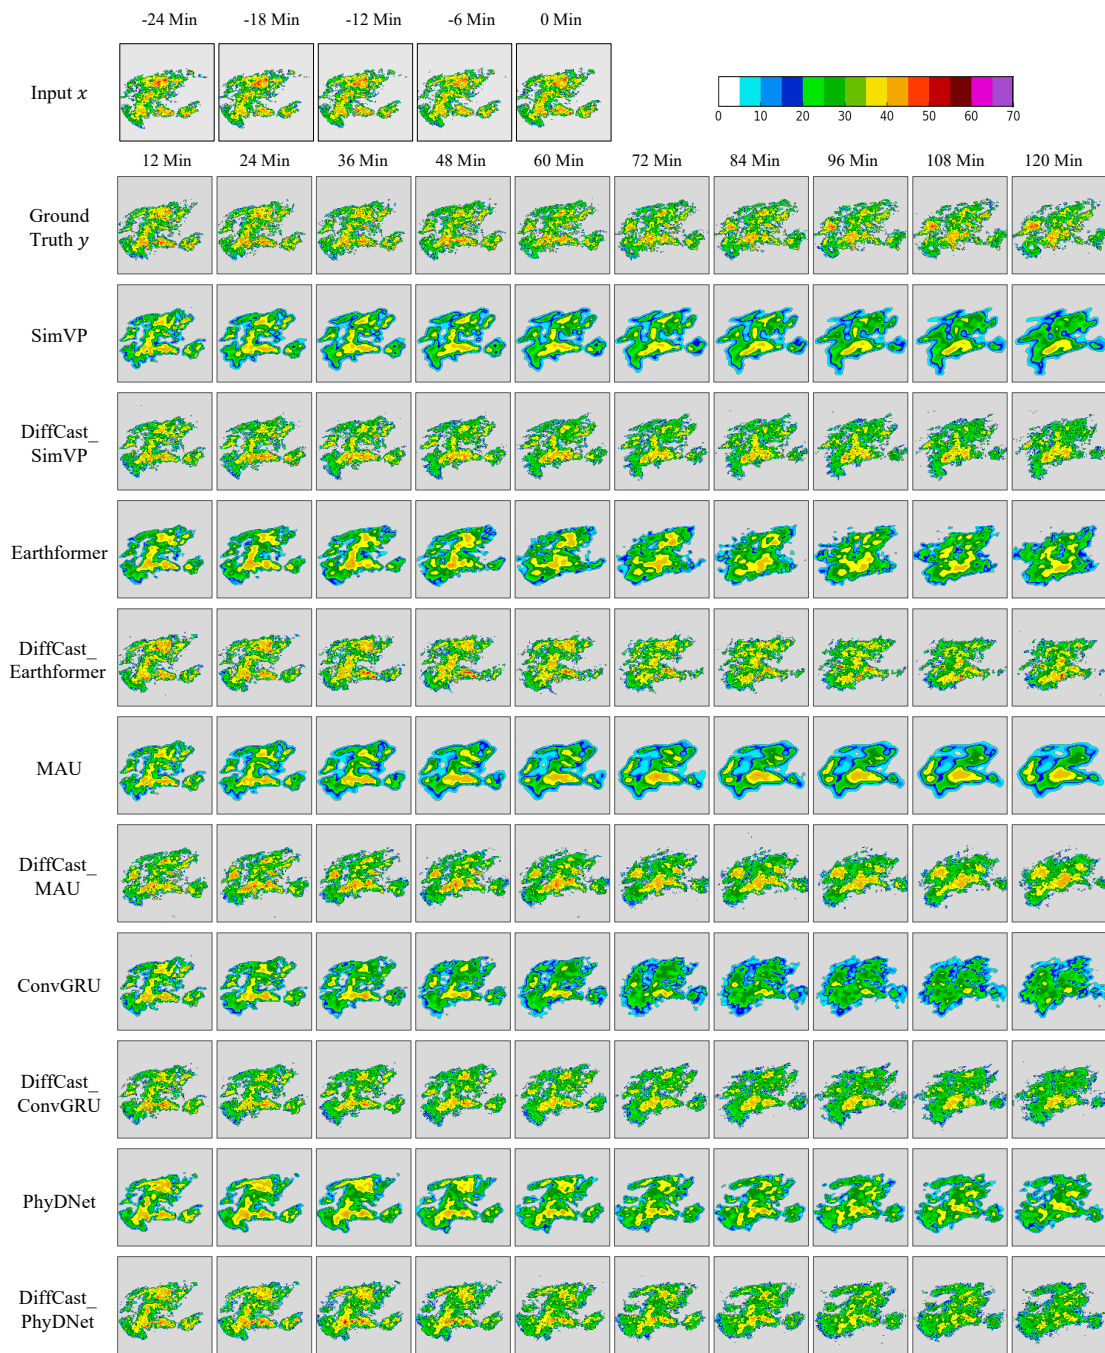 -24 Min -18 Min -12 Min -6 Min 0 Min
Input x
0 10 20 30 40 50 60 70
12 Min 24 Min 36 Min 48 Min 60 Min 72 Min 84 Min 96 Min 108 Min 120 Min
Ground
Truth y
SimVP
DiffCast_
SimVP
Earthformer
DiffCast_
Earthformer
MAU
DiffCast_
MAU
ConvGRU
DiffCast_
ConvGRU
PhyDNet
DiffCast_
PhyDNet